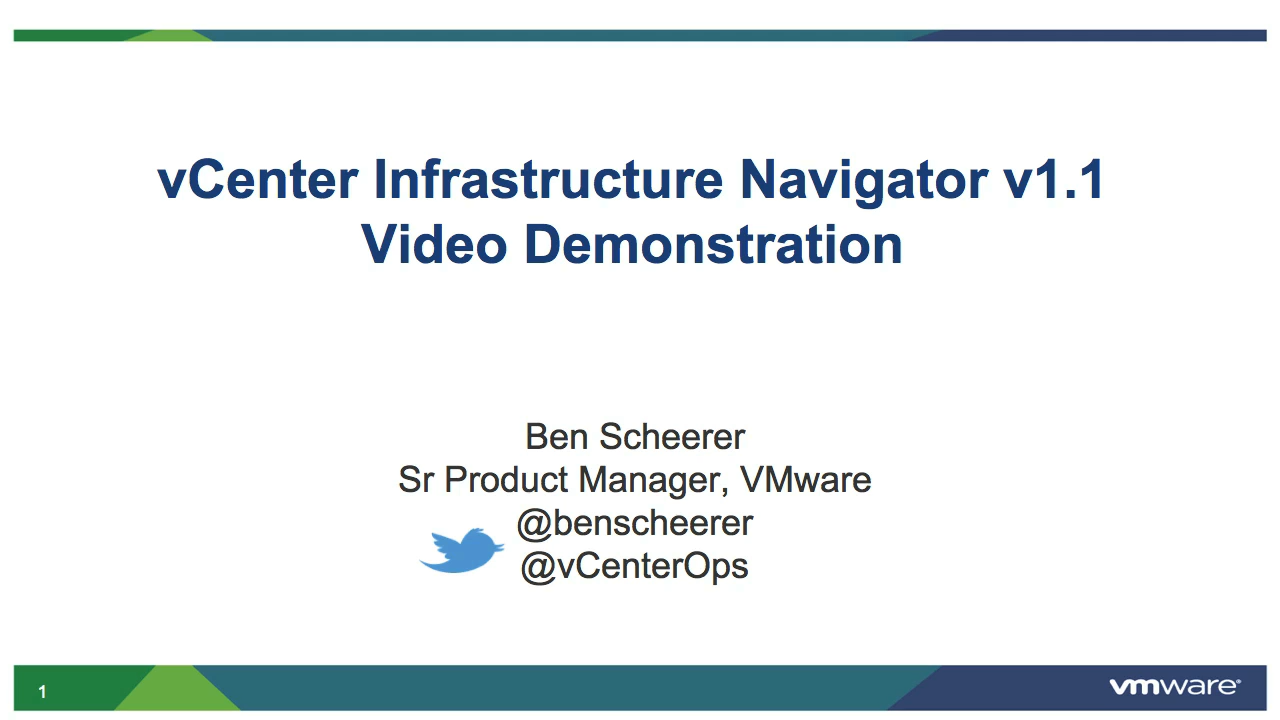 vCenter Infrastructure Navigator v1.1
Video Demonstration
Ben Scheerer
Sr Product Manager, VMware
@benscheerer
@vCenterOps
1
vmware®